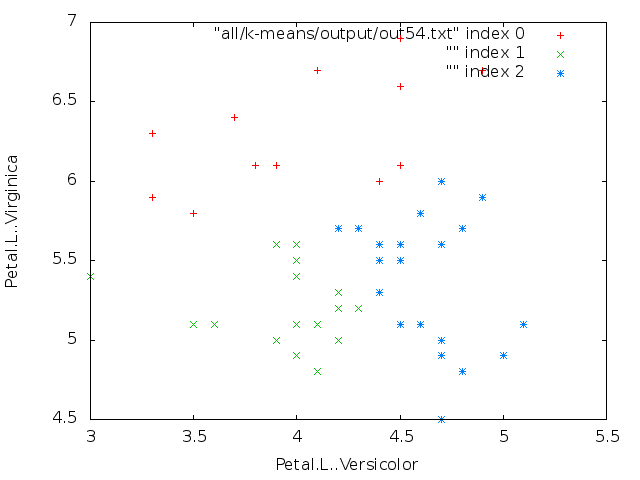 7
6.5
6
5.5
5
4.5
3
3.5
4
4.5
5
5.5
Petal.L..Virginica
Petal.L..Versicolor
"all/k-means/output/out54.txt" index 0
"" index 1
"" index 2